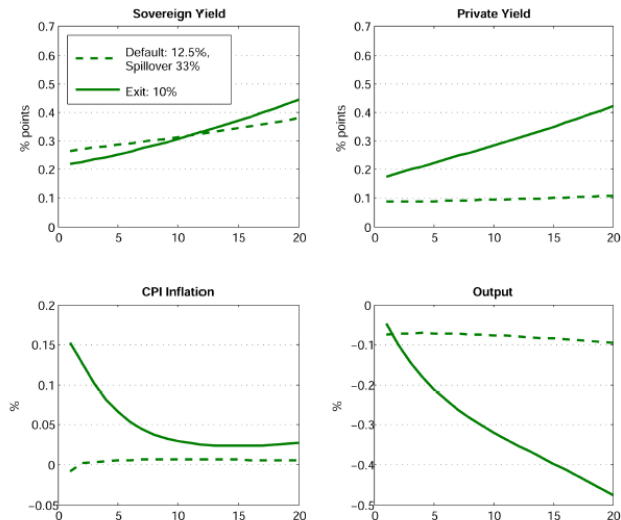 Sovereign Yield
0.7
0.6
0.5
0.4
0.3
0.2
0.1
0
% points
Default: 12.5%,
Spillover 33%
Exit: 10%
0 5 10 15 20
Private Yield
0.7
0.6
0.5
0.4
0.3
0.2
0.1
0
% points
0 5 10 15 20
CPI Inflation
0.2
0.15
0.1
0.05
0
−0.05
%
0 5 10 15 20
Output
0
−0.1
−0.2
−0.3
−0.4
−0.5
%
0 5 10 15 20